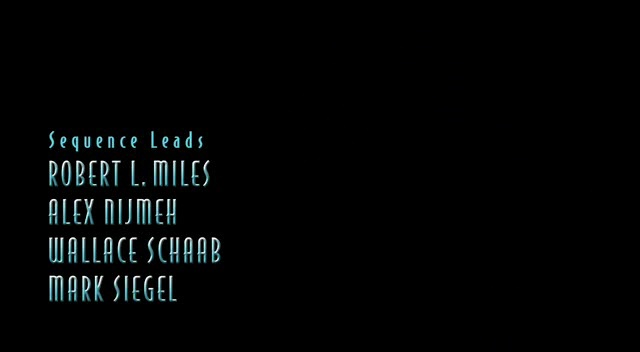 Sequence Leads
ROBERT L. MILES
ALEX NIJMEH
WALLACE SCHAAB
MARK SIEGEL